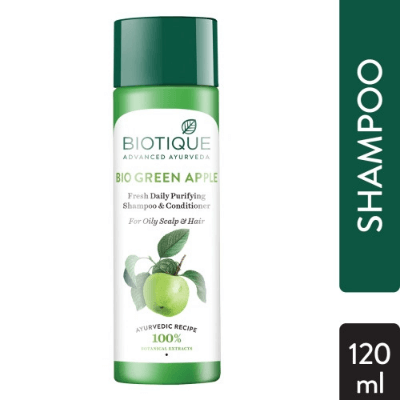 BIOTIQUE
ADVANCED AYURVEDA
BIO GREEN APPLE
Fresh Daily Purifying
Shampoo & Conditioner
For Oily Scalp & Hair
AYURVEDIC RECIPE
100%
BOTANICAL EXTRACTS
SHAMPOO
120
ml